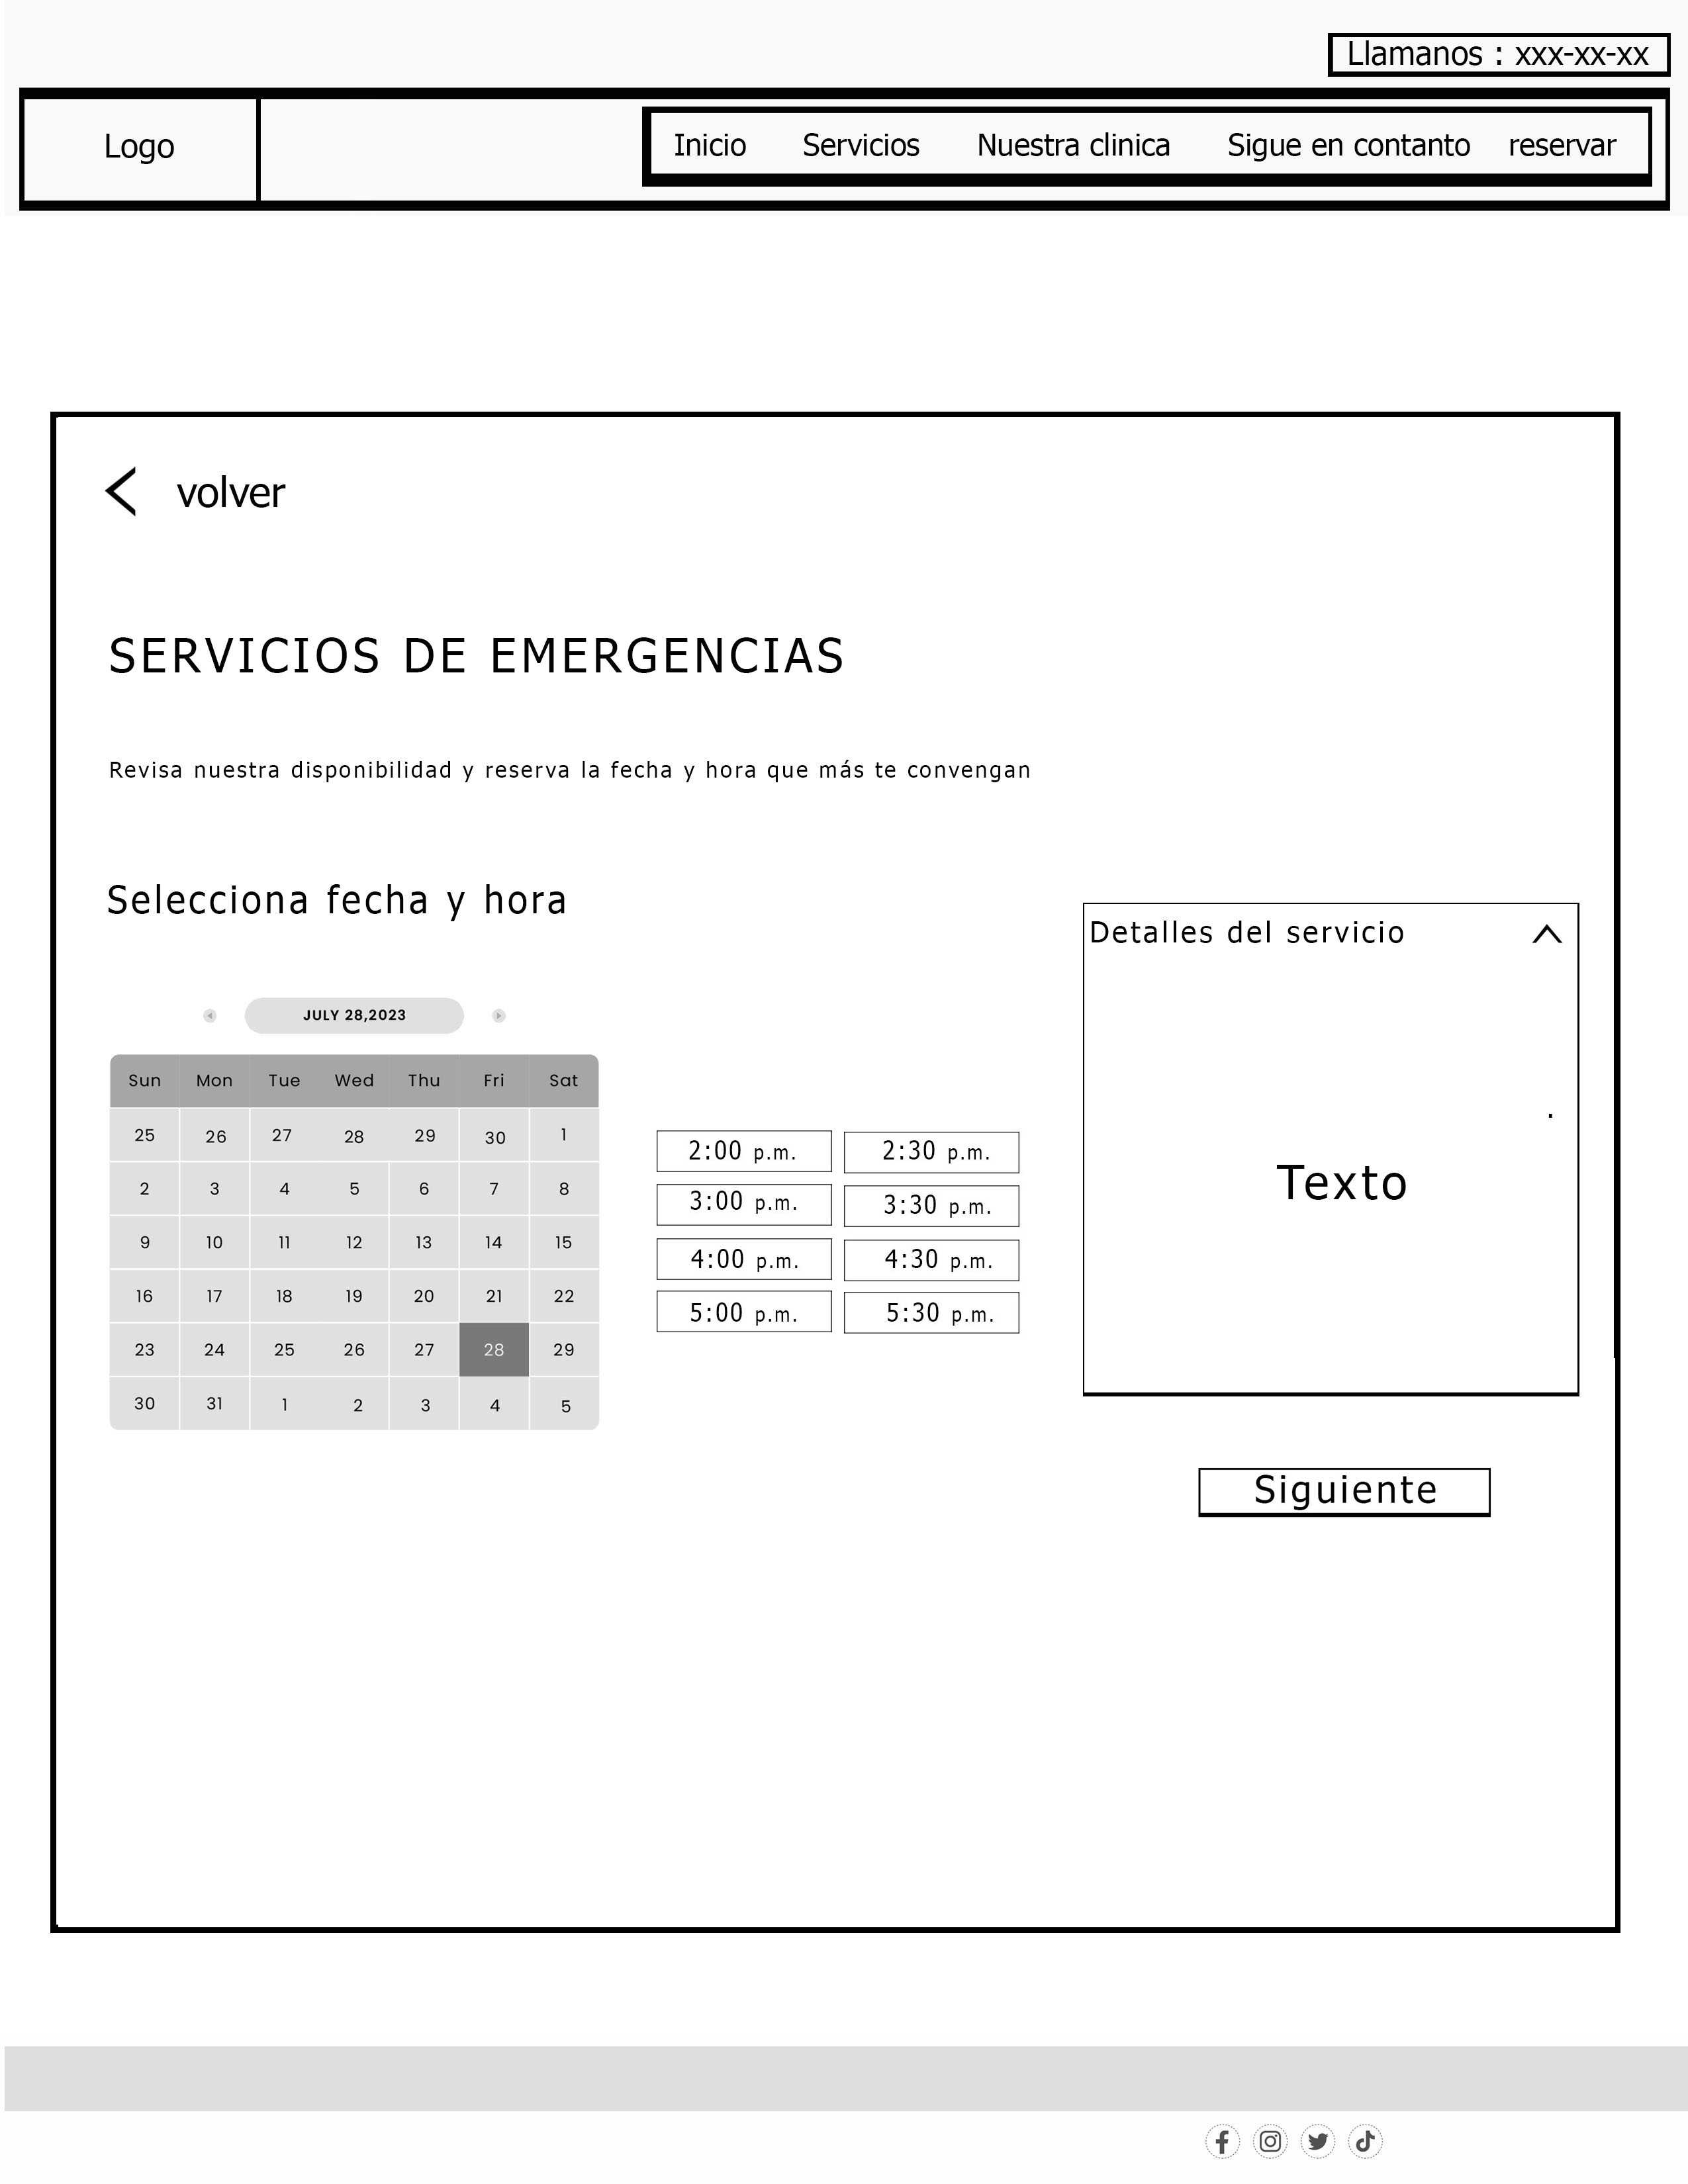 Llamanos : xxx-xx-xx
Logo
Inicio Servicios Nuestra clinica Sigue en contanto reservar
volver
SERVICIOS DE EMERGENCIAS
Revisa nuestra disponibilidad y reserva la fecha y hora que más te convengan
Selecciona fecha y hora
JULY 28,2023
Sun Mon Tue Wed Thu Fri Sat
25 26 27 28 29 30 1
2 3 4 5 6 7 8
9 10 11 12 13 14 15
16 17 18 19 20 21 22
23 24 25 26 27 28 29
30 31 1 2 3 4 5
2:00 p.m. 2:30 p.m.
3:00 p.m. 3:30 p.m.
4:00 p.m. 4:30 p.m.
5:00 p.m. 5:30 p.m.
Detalles del servicio
.
Texto
Siguiente